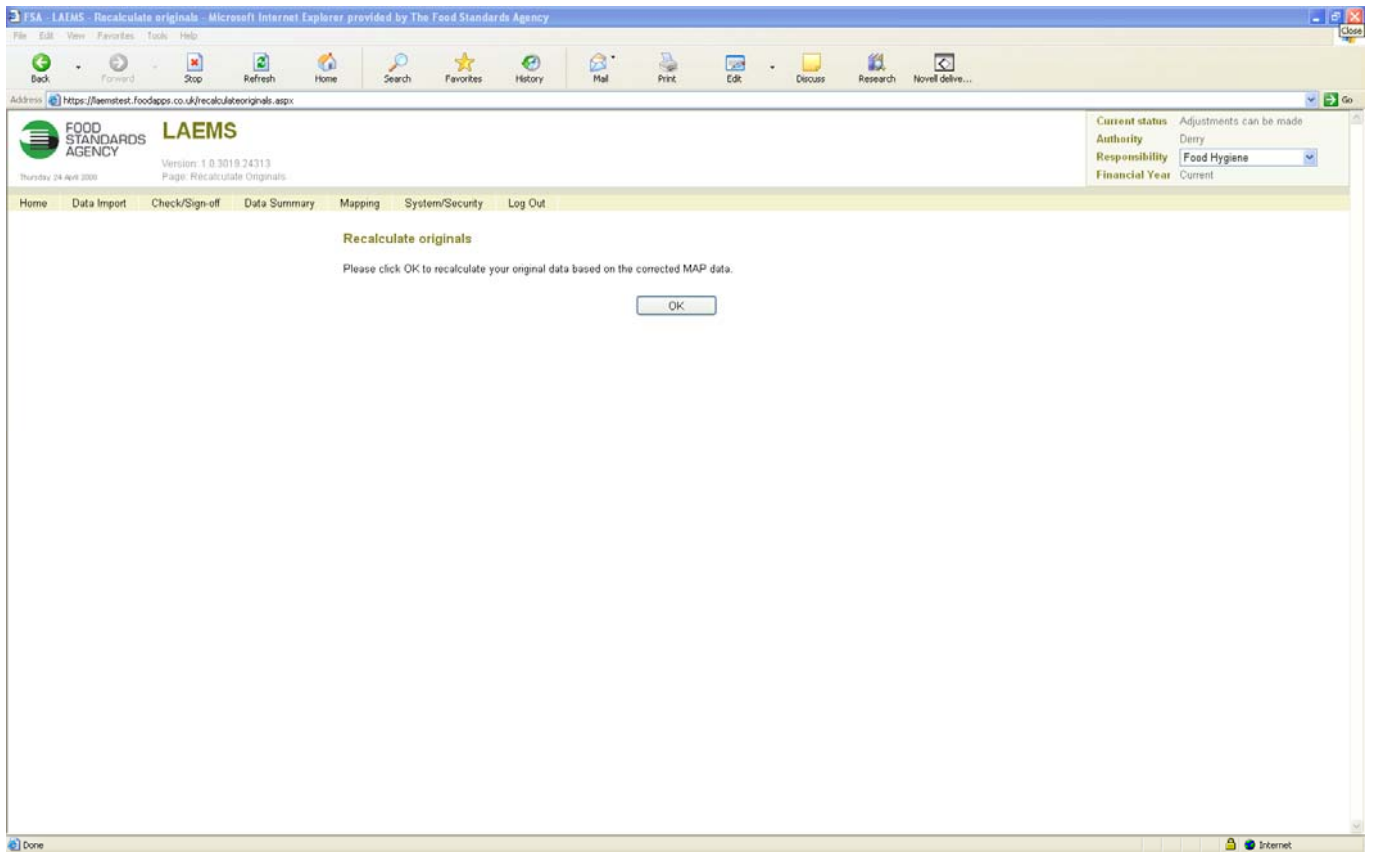 FSA - LAEMS - Recalculate originals - Microsoft Internet Explorer provided by The Food Standards Agency
Close
File Edit View Favorites Tools Help
Back Forward Stop Refresh Home Search Favorites History Mail Print Edit Discuss Research Novell delive...
Address https://laemstest.foodapps.co.uk/recalculateoriginals.aspx Go
FOOD STANDARDS AGENCY
LAEMS
Version: 1.0.3019.24313
Page: Recalculate Originals
Thursday 24 April 2008
Current status Adjustments can be made
Authority Derry
Responsibility Food Hygiene
Financial Year Current
Home Data Import Check/Sign-off Data Summary Mapping System/Security Log Out
Recalculate originals
Please click OK to recalculate your original data based on the corrected MAP data.
OK
Done Internet